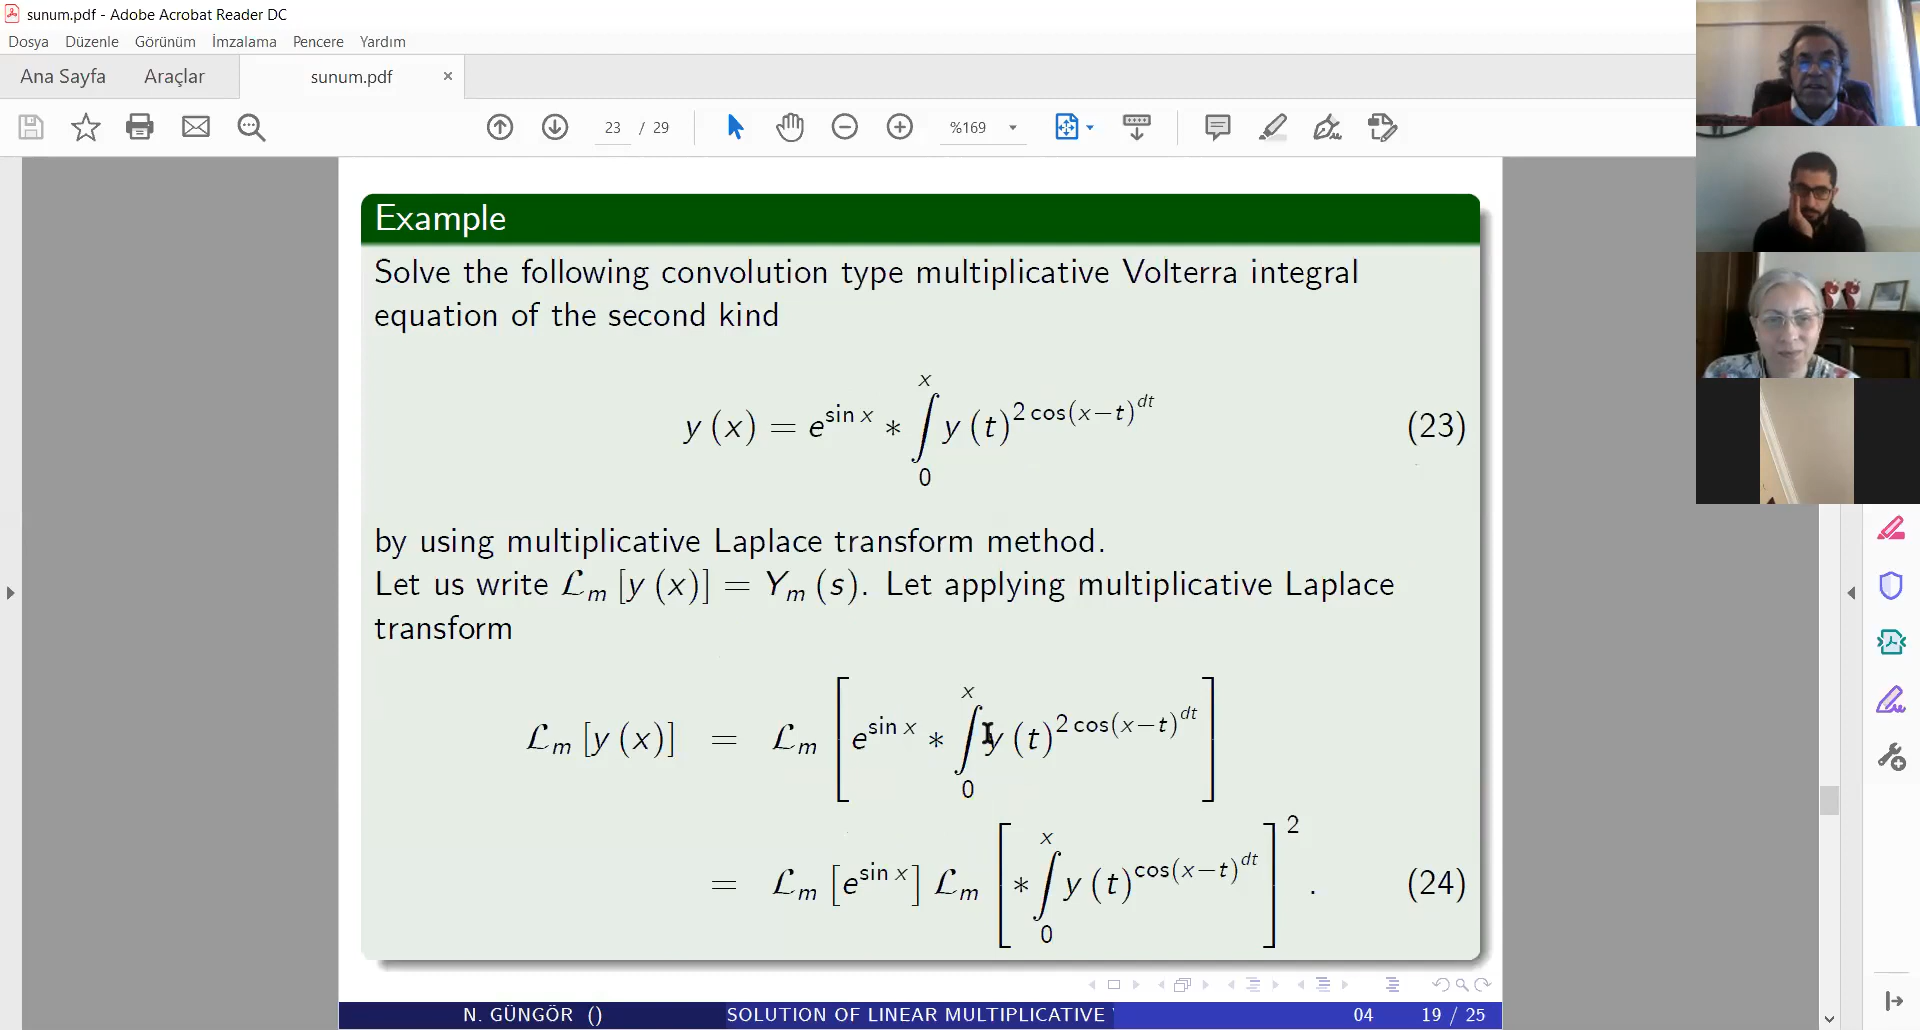 sunum.pdf - Adobe Acrobat Reader DC
Dosya Düzenle Görünüm İmzalama Pencere Yardım
Ana Sayfa Araçlar sunum.pdf ×
23 / 29 %169
Example
Solve the following convolution type multiplicative Volterra integral
equation of the second kind
y (x) = e^{sin x} * ∫_0^x y (t)^{2 cos(x−t)^{dt}} (23)
by using multiplicative Laplace transform method.
Let us write ℒ_m [y (x)] = Y_m (s). Let applying multiplicative Laplace
transform
ℒ_m [y (x)] = ℒ_m [e^{sin x} * ∫_0^x y (t)^{2 cos(x−t)^{dt}}]
= ℒ_m [e^{sin x}] ℒ_m [* ∫_0^x y (t)^{cos(x−t)^{dt}}]^2 . (24)
N. GÜNGÖR () SOLUTION OF LINEAR MULTIPLICATIVE 04 19 / 25